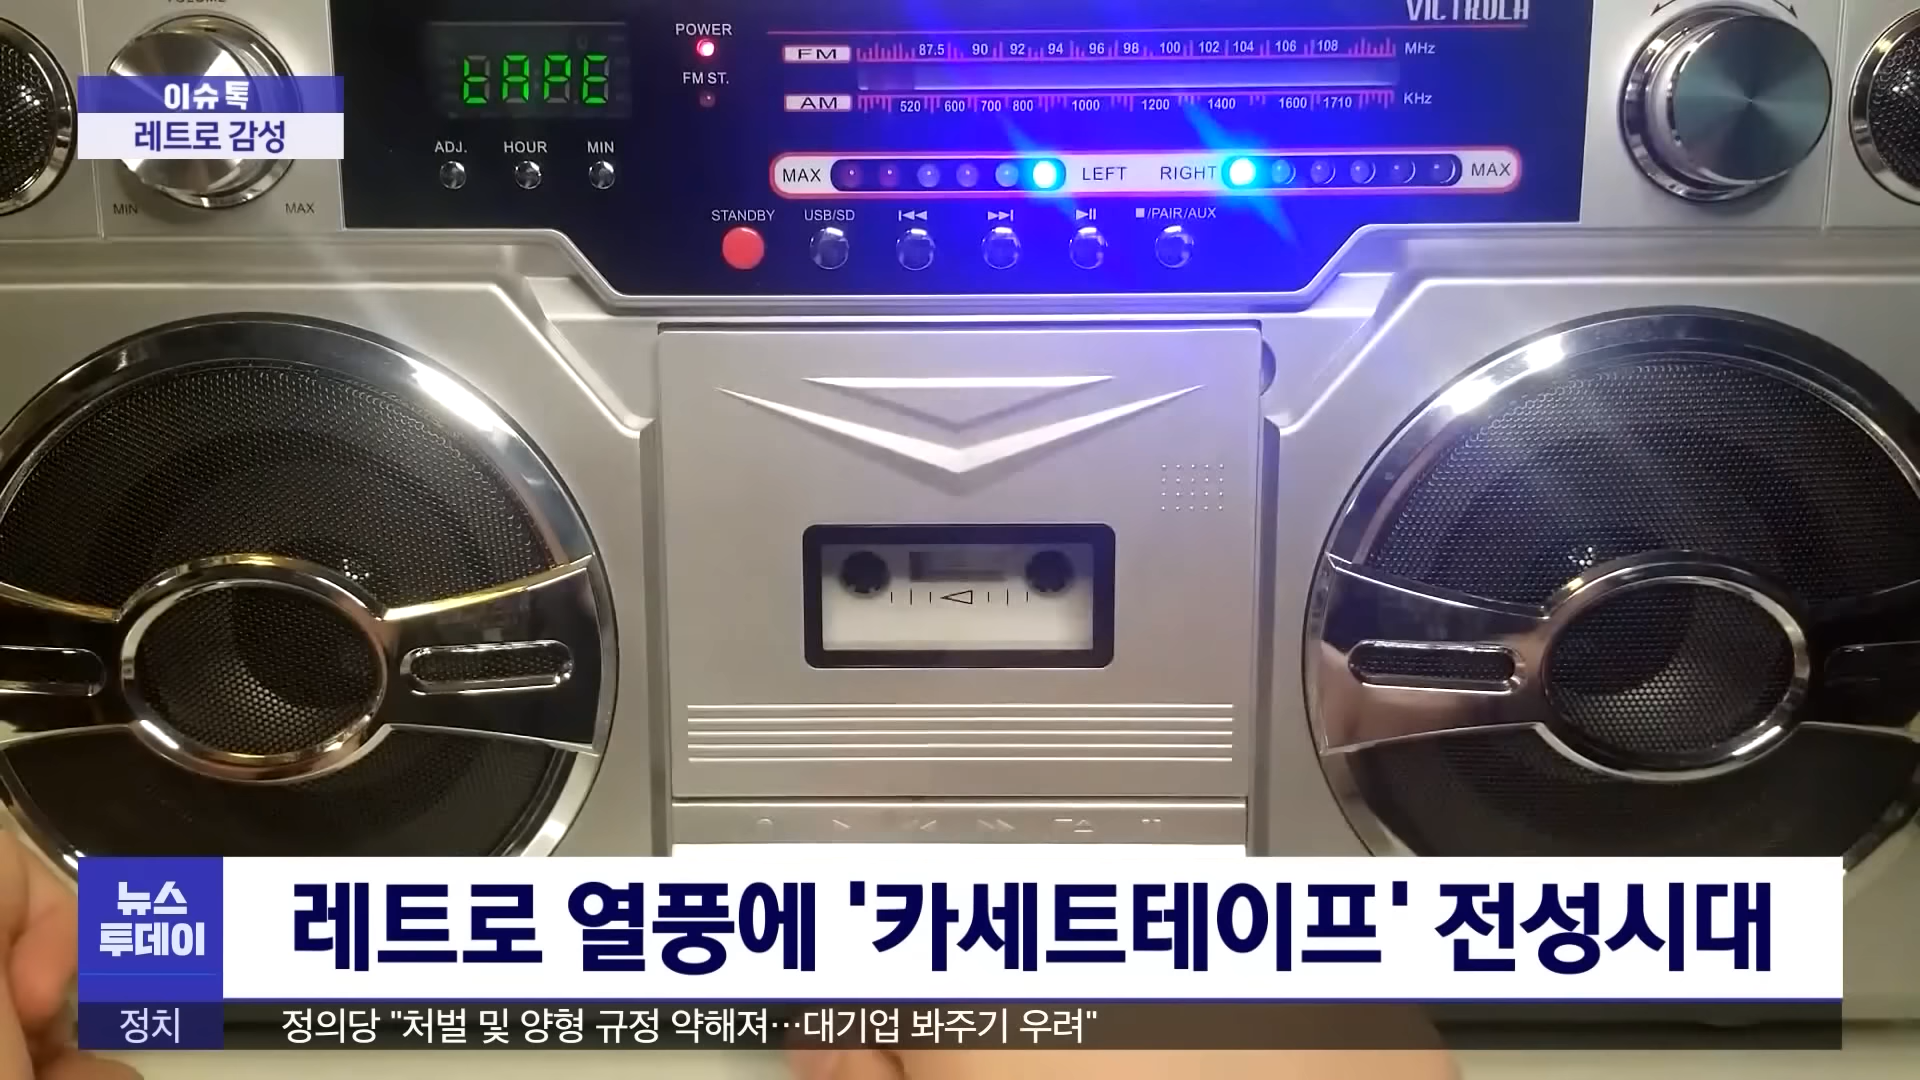 VOLUME
VICTROLA
이슈톡
레트로 감성
MIN
MAX
tAPE
ADJ.
HOUR
MIN
POWER
FM ST.
FM 87.5 90 92 94 96 98 100 102 104 106 108 MHz
AM 520 600 700 800 1000 1200 1400 1600 1710 KHz
MAX LEFT RIGHT MAX
STANDBY USB/SD ■/PAIR/AUX
뉴스
투데이
레트로 열풍에 '카세트테이프' 전성시대
정치
정의당 "처벌 및 양형 규정 약해져…대기업 봐주기 우려"